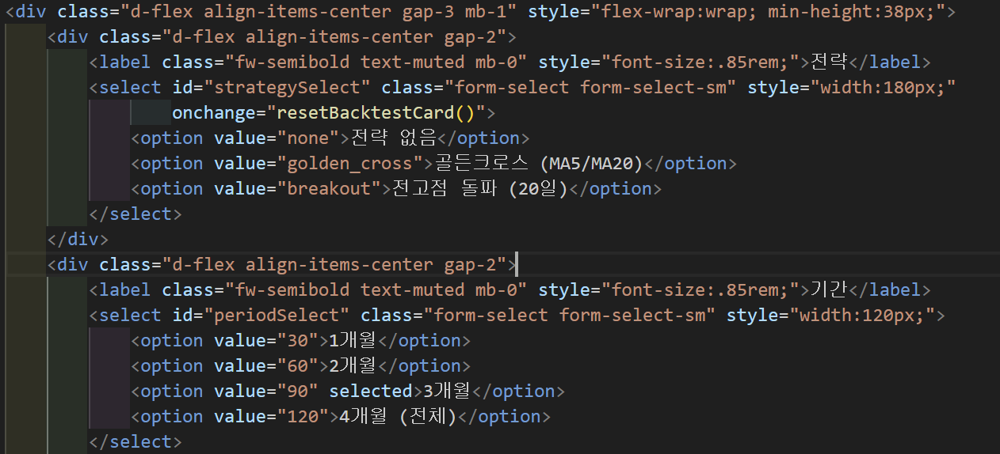 <div class="d-flex align-items-center gap-3 mb-1" style="flex-wrap:wrap; min-height:38px;">
<div class="d-flex align-items-center gap-2">
<label class="fw-semibold text-muted mb-0" style="font-size:.85rem;">전략</label>
<select id="strategySelect" class="form-select form-select-sm" style="width:180px;"
onchange="resetBacktestCard()">
<option value="none">전략 없음</option>
<option value="golden_cross">골든크로스 (MA5/MA20)</option>
<option value="breakout">전고점 돌파 (20일)</option>
</select>
</div>
<div class="d-flex align-items-center gap-2">
<label class="fw-semibold text-muted mb-0" style="font-size:.85rem;">기간</label>
<select id="periodSelect" class="form-select form-select-sm" style="width:120px;">
<option value="30">1개월</option>
<option value="60">2개월</option>
<option value="90" selected>3개월</option>
<option value="120">4개월 (전체)</option>
</select>